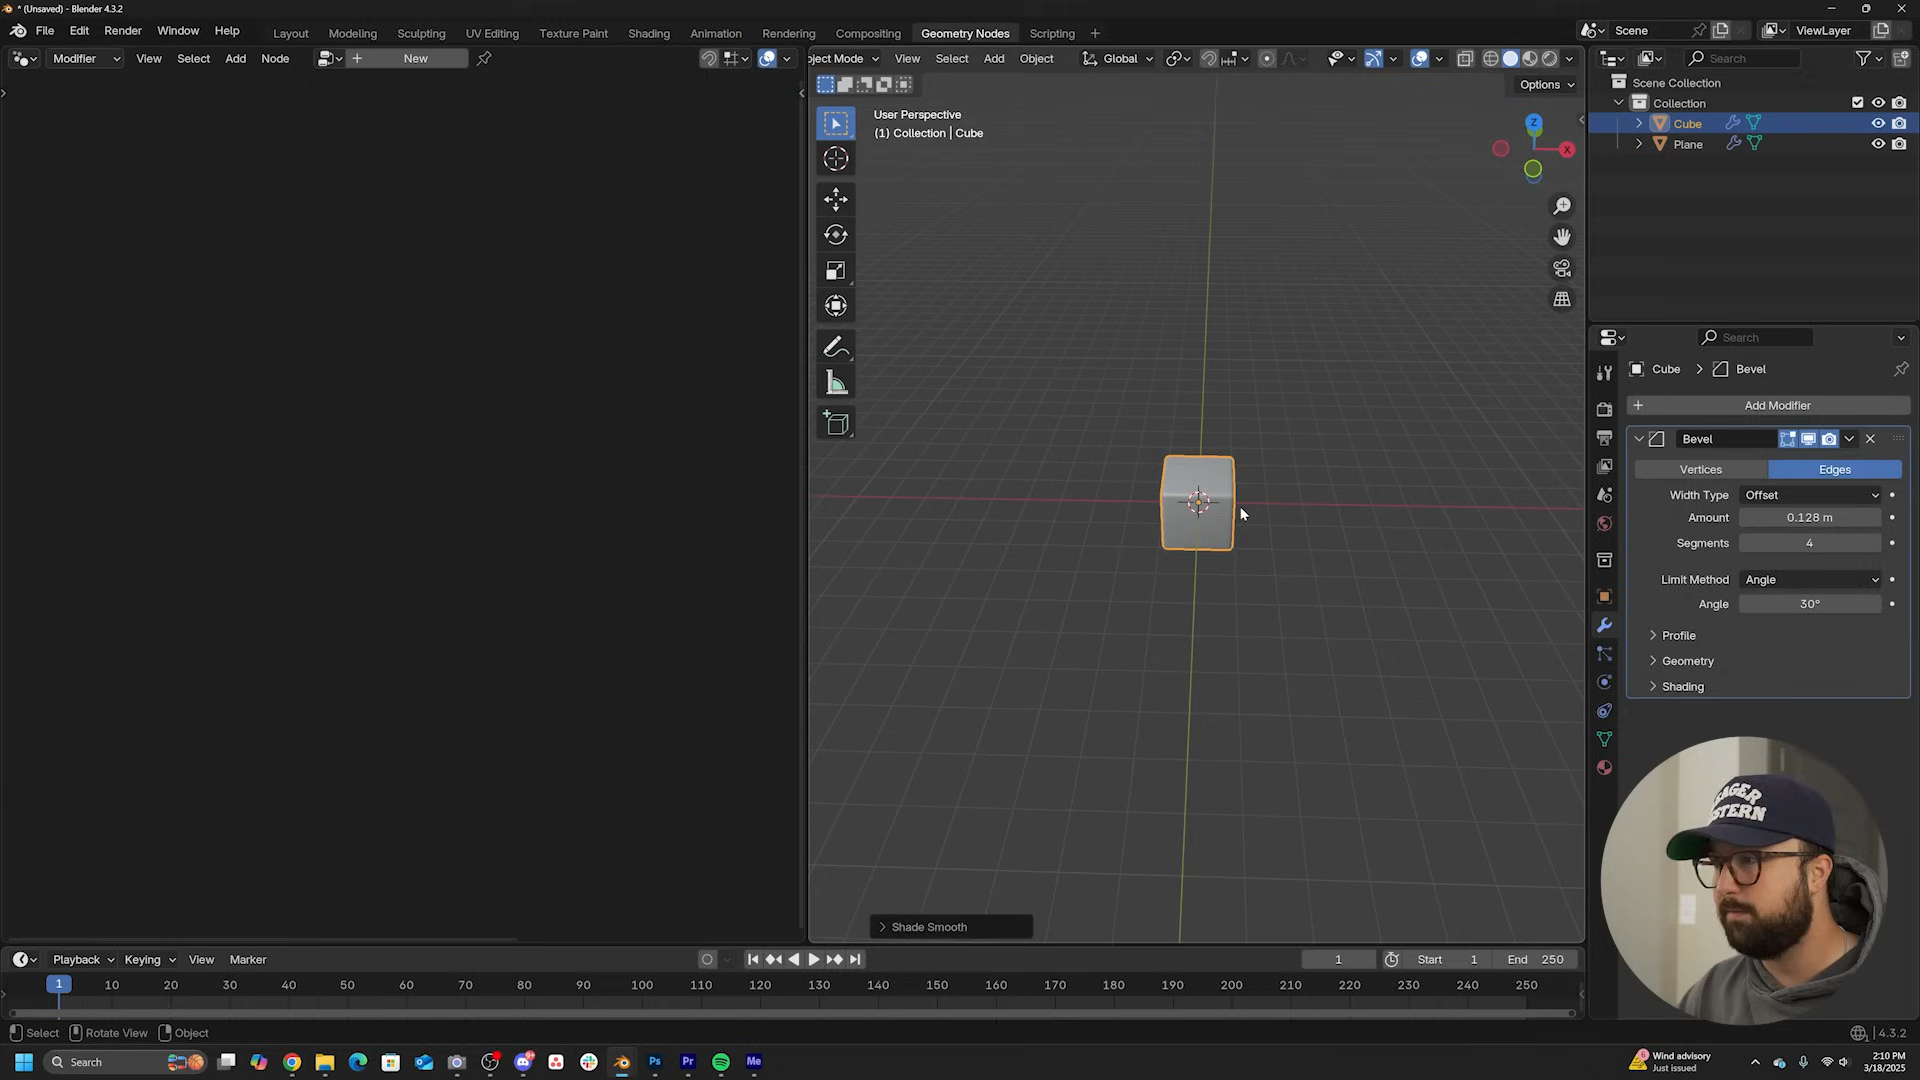 * (Unsaved) - Blender 4.3.2
File Edit Render Window Help Layout Modeling Sculpting UV Editing Texture Paint Shading Animation Rendering Compositing Geometry Nodes Scripting + Scene ViewLayer
Modifier View Select Add Node + New
ject Mode View Select Add Object Global Search
Options
User Perspective
(1) Collection | Cube
Z
X
Scene Collection
Collection
Cube
Plane
Search
Cube > Bevel
+ Add Modifier
Bevel
Vertices Edges
Width Type Offset
Amount 0.128 m
Segments 4
Limit Method Angle
Angle 30°
Profile
Geometry
Shading
EAGER
STERN
Shade Smooth
Playback Keying View Marker 1 Start 1 End 250
1 10 20 30 40 50 60 70 80 90 100 110 120 130 140 150 160 170 180 190 200 210 220 230 240 250
Select Rotate View Object 4.3.2
Search Ps Pr Me
Wind advisory
Just issued
2:10 PM
3/18/2025